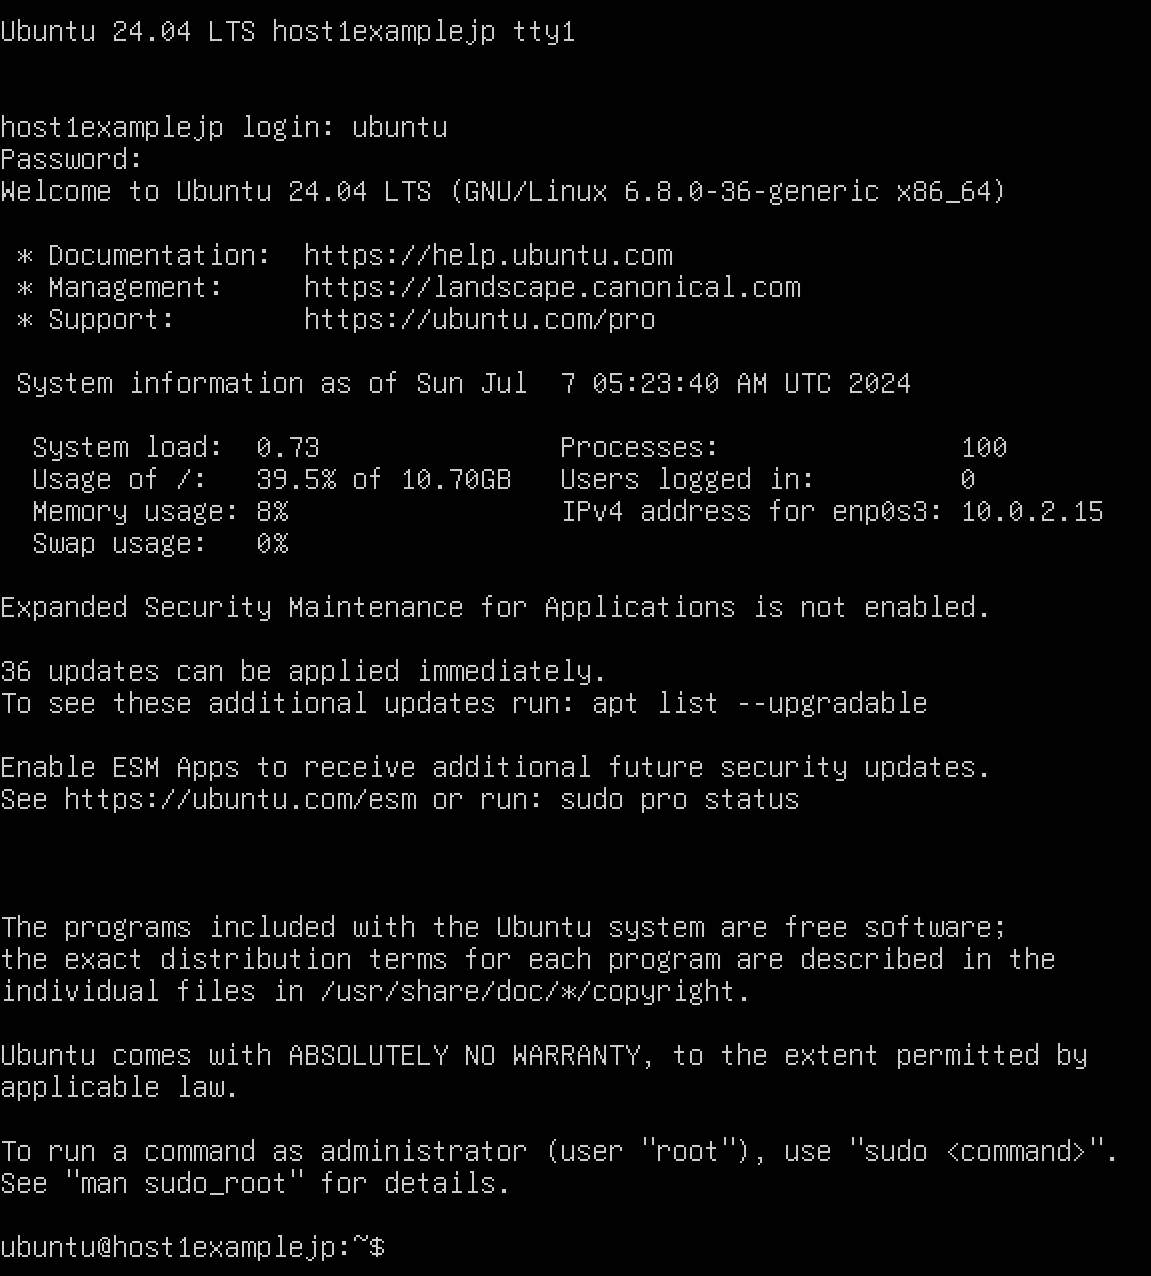 Ubuntu 24.04 LTS host1examplejp tty1
host1examplejp login: ubuntu
Password:
Welcome to Ubuntu 24.04 LTS (GNU/Linux 6.8.0-36-generic x86_64)
* Documentation:  https://help.ubuntu.com
* Management:     https://landscape.canonical.com
* Support:        https://ubuntu.com/pro
System information as of Sun Jul  7 05:23:40 AM UTC 2024
System load:  0.73               Processes:               100
Usage of /:   39.5% of 10.70GB   Users logged in:         0
Memory usage: 8%                 IPv4 address for enp0s3: 10.0.2.15
Swap usage:   0%
Expanded Security Maintenance for Applications is not enabled.
36 updates can be applied immediately.
To see these additional updates run: apt list --upgradable
Enable ESM Apps to receive additional future security updates.
See https://ubuntu.com/esm or run: sudo pro status
The programs included with the Ubuntu system are free software;
the exact distribution terms for each program are described in the
individual files in /usr/share/doc/*/copyright.
Ubuntu comes with ABSOLUTELY NO WARRANTY, to the extent permitted by
applicable law.
To run a command as administrator (user "root"), use "sudo <command>".
See "man sudo_root" for details.
ubuntu@host1examplejp:~$